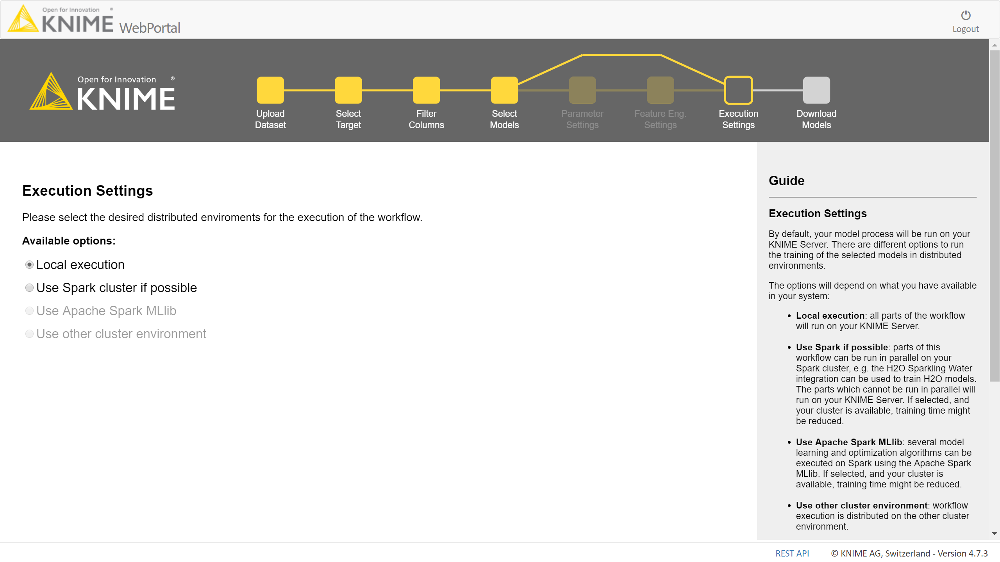 Open for Innovation ®
KNIME WebPortal
Logout
Open for Innovation ®
KNIME
Upload
Dataset
Select
Target
Filter
Columns
Select
Models
Parameter
Settings
Feature Eng.
Settings
Execution
Settings
Download
Models
Execution Settings
Please select the desired distributed enviroments for the execution of the workflow.
Available options:
Local execution
Use Spark cluster if possible
Use Apache Spark MLlib
Use other cluster environment
Guide
Execution Settings
By default, your model process will be run on your
KNIME Server. There are different options to run
the training of the selected models in distributed
environments.
The options will depend on what you have available
in your system:
• Local execution: all parts of the workflow
will run on your KNIME Server.
• Use Spark if possible: parts of this
workflow can be run in parallel on your
Spark cluster, e.g. the H2O Sparkling Water
integration can be used to train H2O models.
The parts which cannot be run in parallel will
run on your KNIME Server. If selected, and
your cluster is available, training time might
be reduced.
• Use Apache Spark MLlib: several model
learning and optimization algorithms can be
executed on Spark using the Apache Spark
MLlib. If selected, and your cluster is
available, training time might be reduced.
• Use other cluster environment: workflow
execution is distributed on the other cluster
environment.
REST API © KNIME AG, Switzerland - Version 4.7.3